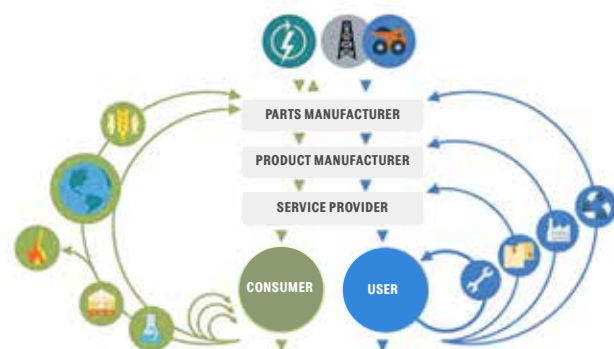 PARTS MANUFACTURER
PRODUCT MANUFACTURER
SERVICE PROVIDER
CONSUMER
USER